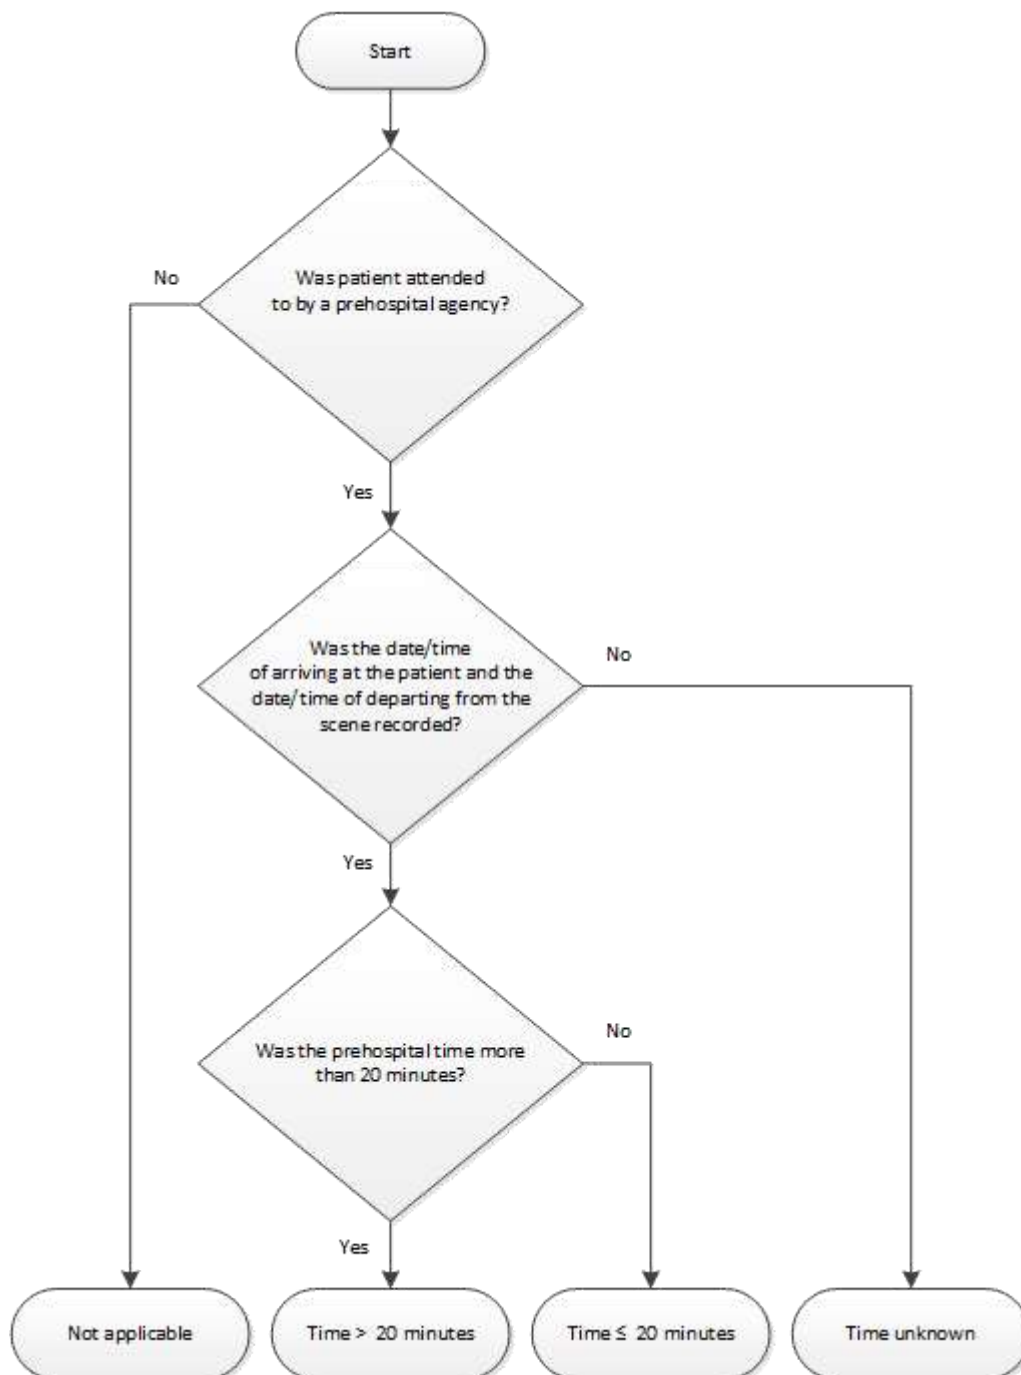 Start
No
Was patient attended
to by a prehospital agency?
Yes
Was the date/time
of arriving at the patient and the
date/time of departing from the
scene recorded?
No
Yes
Was the prehospital time more
than 20 minutes?
No
Yes
Not applicable
Time > 20 minutes
Time ≤ 20 minutes
Time unknown